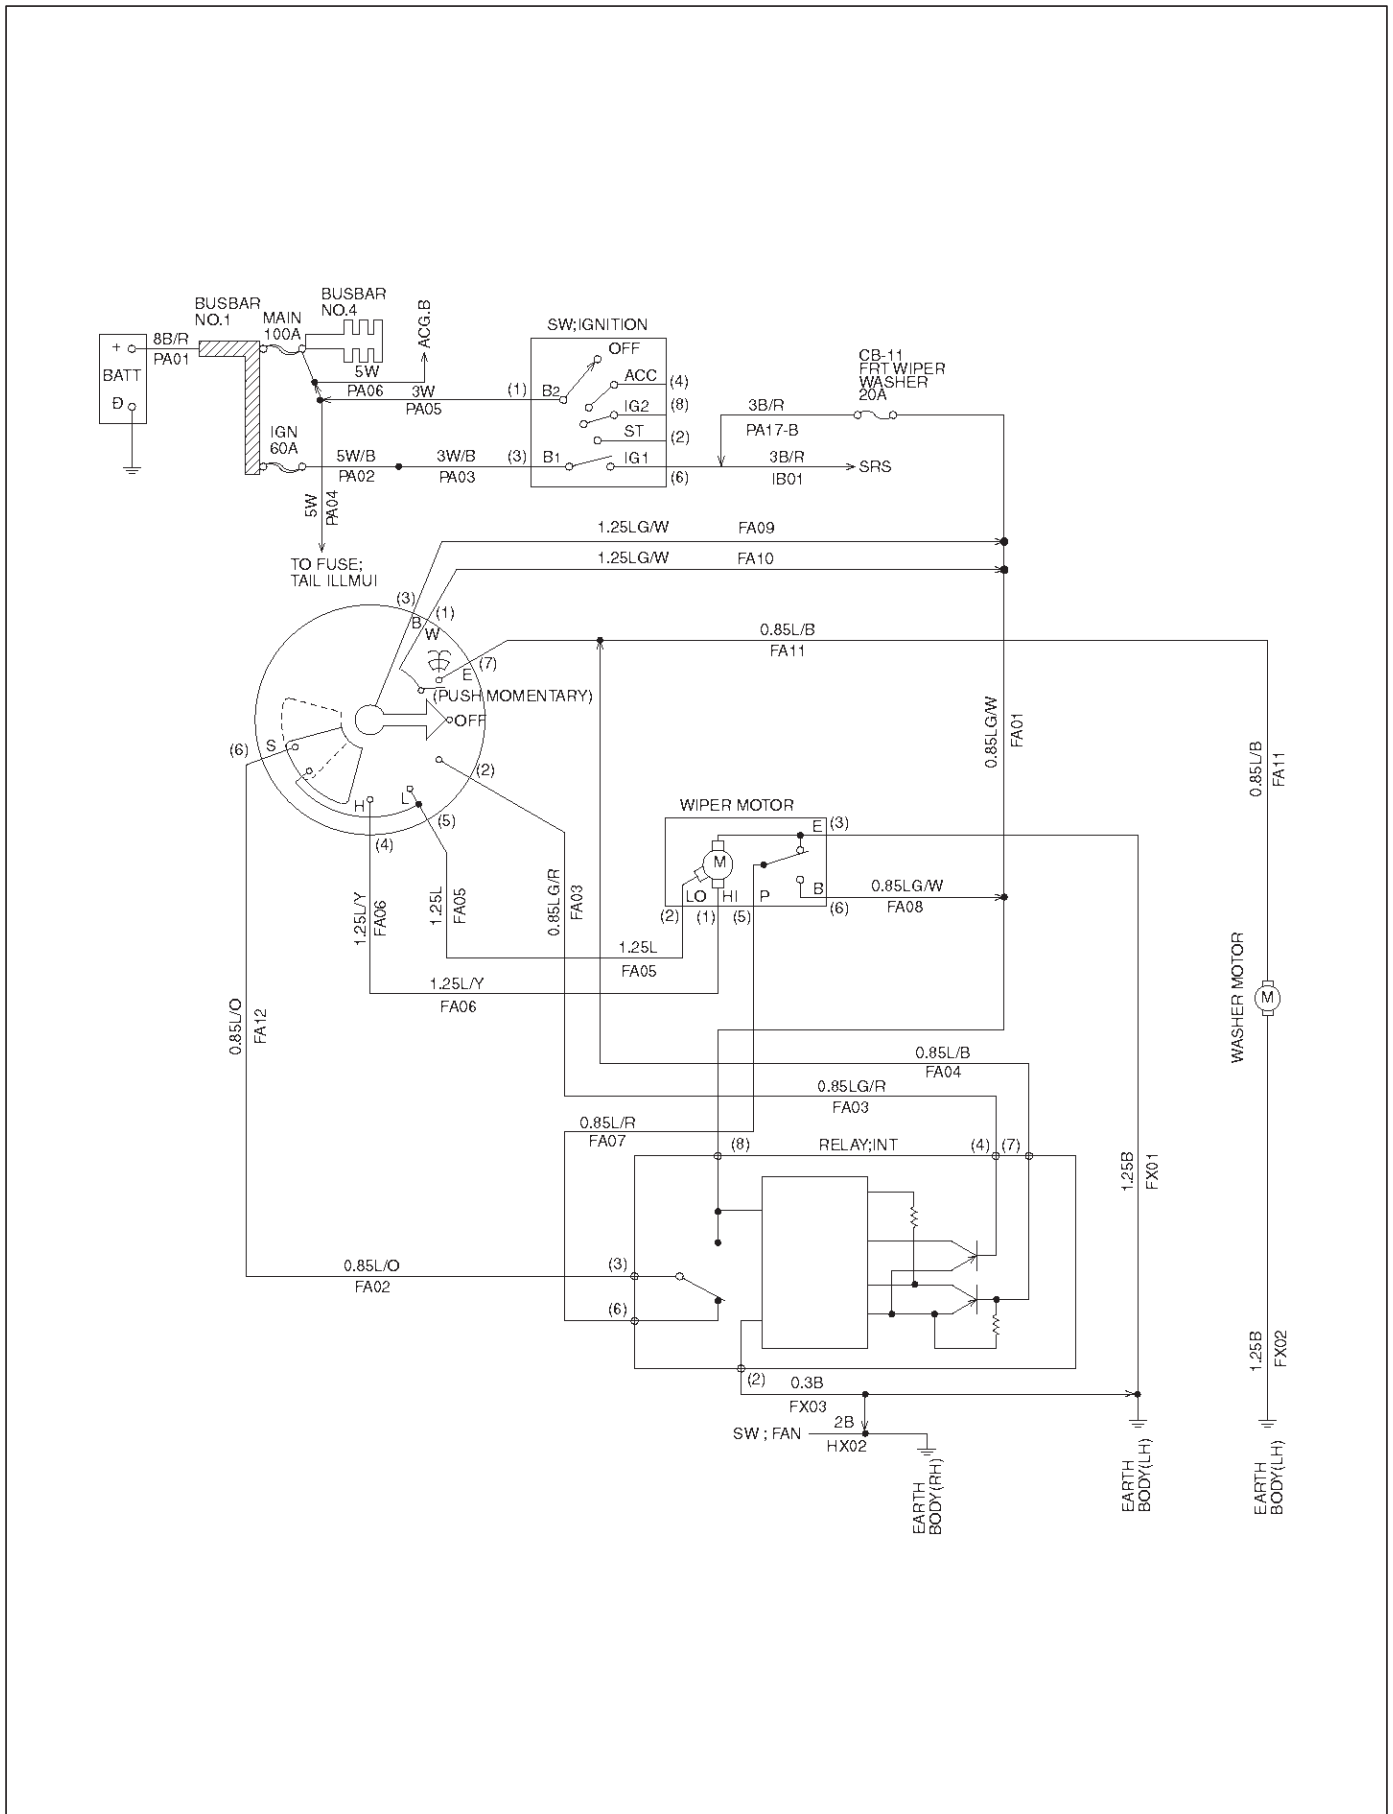 BUSBAR
NO.1
MAIN
100A
BUSBAR
NO.4
ACG.B
8B/R
PA01
+
BATT
Đ
5W
PA06
3W
PA05
IGN
60A
5W/B
PA02
3W/B
PA03
5W
PA04
TO FUSE;
TAIL ILLMUI
SW;IGNITION
OFF
(1)
B2
ACC
(4)
IG2
(8)
ST
(2)
(3)
B1
IG1
(6)
CB-11
FRT WIPER
WASHER
20A
3B/R
PA17-B
3B/R
IB01
SRS
1.25LG/W
FA09
1.25LG/W
FA10
(3)
B
(1)
W
E
(7)
(PUSH MOMENTARY)
OFF
(6)
S
(2)
H
L
(5)
(4)
0.85L/B
FA11
0.85LG/W
FA01
0.85L/B
FA11
WIPER MOTOR
E
(3)
M
LO
HI
P
B
(2)
(1)
(5)
(6)
0.85LG/W
FA08
1.25L/Y
FA06
1.25L
FA05
0.85LG/R
FA03
1.25L
FA05
1.25L/Y
FA06
0.85L/O
FA12
WASHER MOTOR
M
0.85L/B
FA04
0.85LG/R
FA03
0.85L/R
FA07
(8)
RELAY;INT
(4)
(7)
1.25B
FX01
0.85L/O
FA02
(3)
(6)
(2)
0.3B
FX03
SW ; FAN
2B
HX02
1.25B
FX02
EARTH
BODY(RH)
EARTH
BODY(LH)
EARTH
BODY(LH)